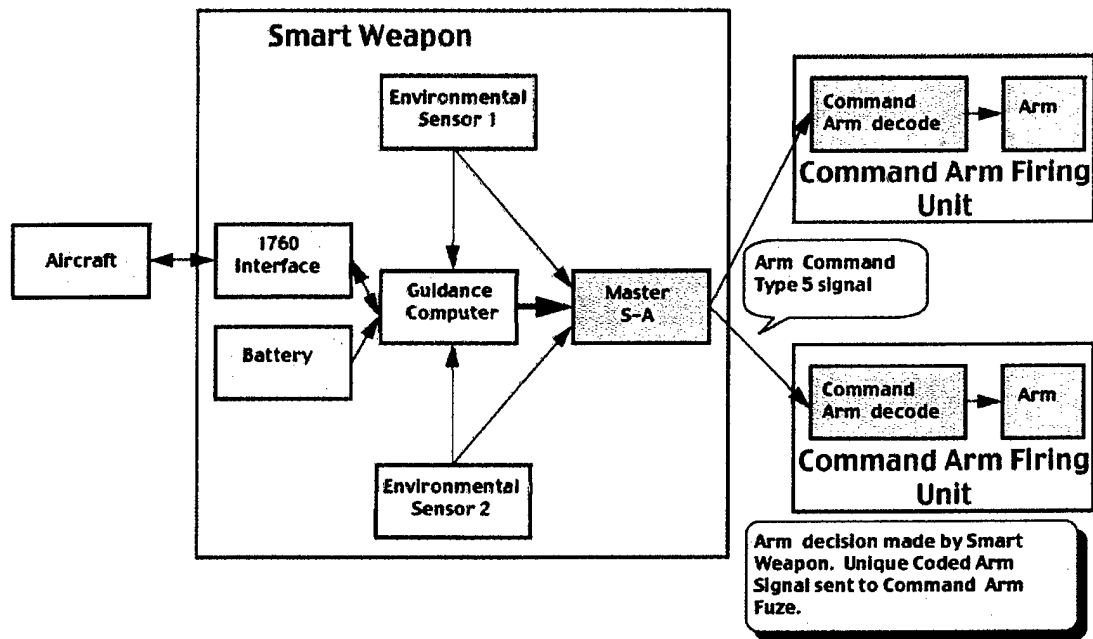 Smart Weapon
Environmental
Sensor 1
Aircraft
1760
Interface
Battery
Guidance
Computer
Master
S-A
Environmental
Sensor 2
Command
Arm decode
Arm
Command Arm Firing
Unit
Arm Command
Type 5 signal
Command
Arm decode
Arm
Command Arm Firing
Unit
Arm decision made by Smart
Weapon. Unique Coded Arm
Signal sent to Command Arm
Fuze.